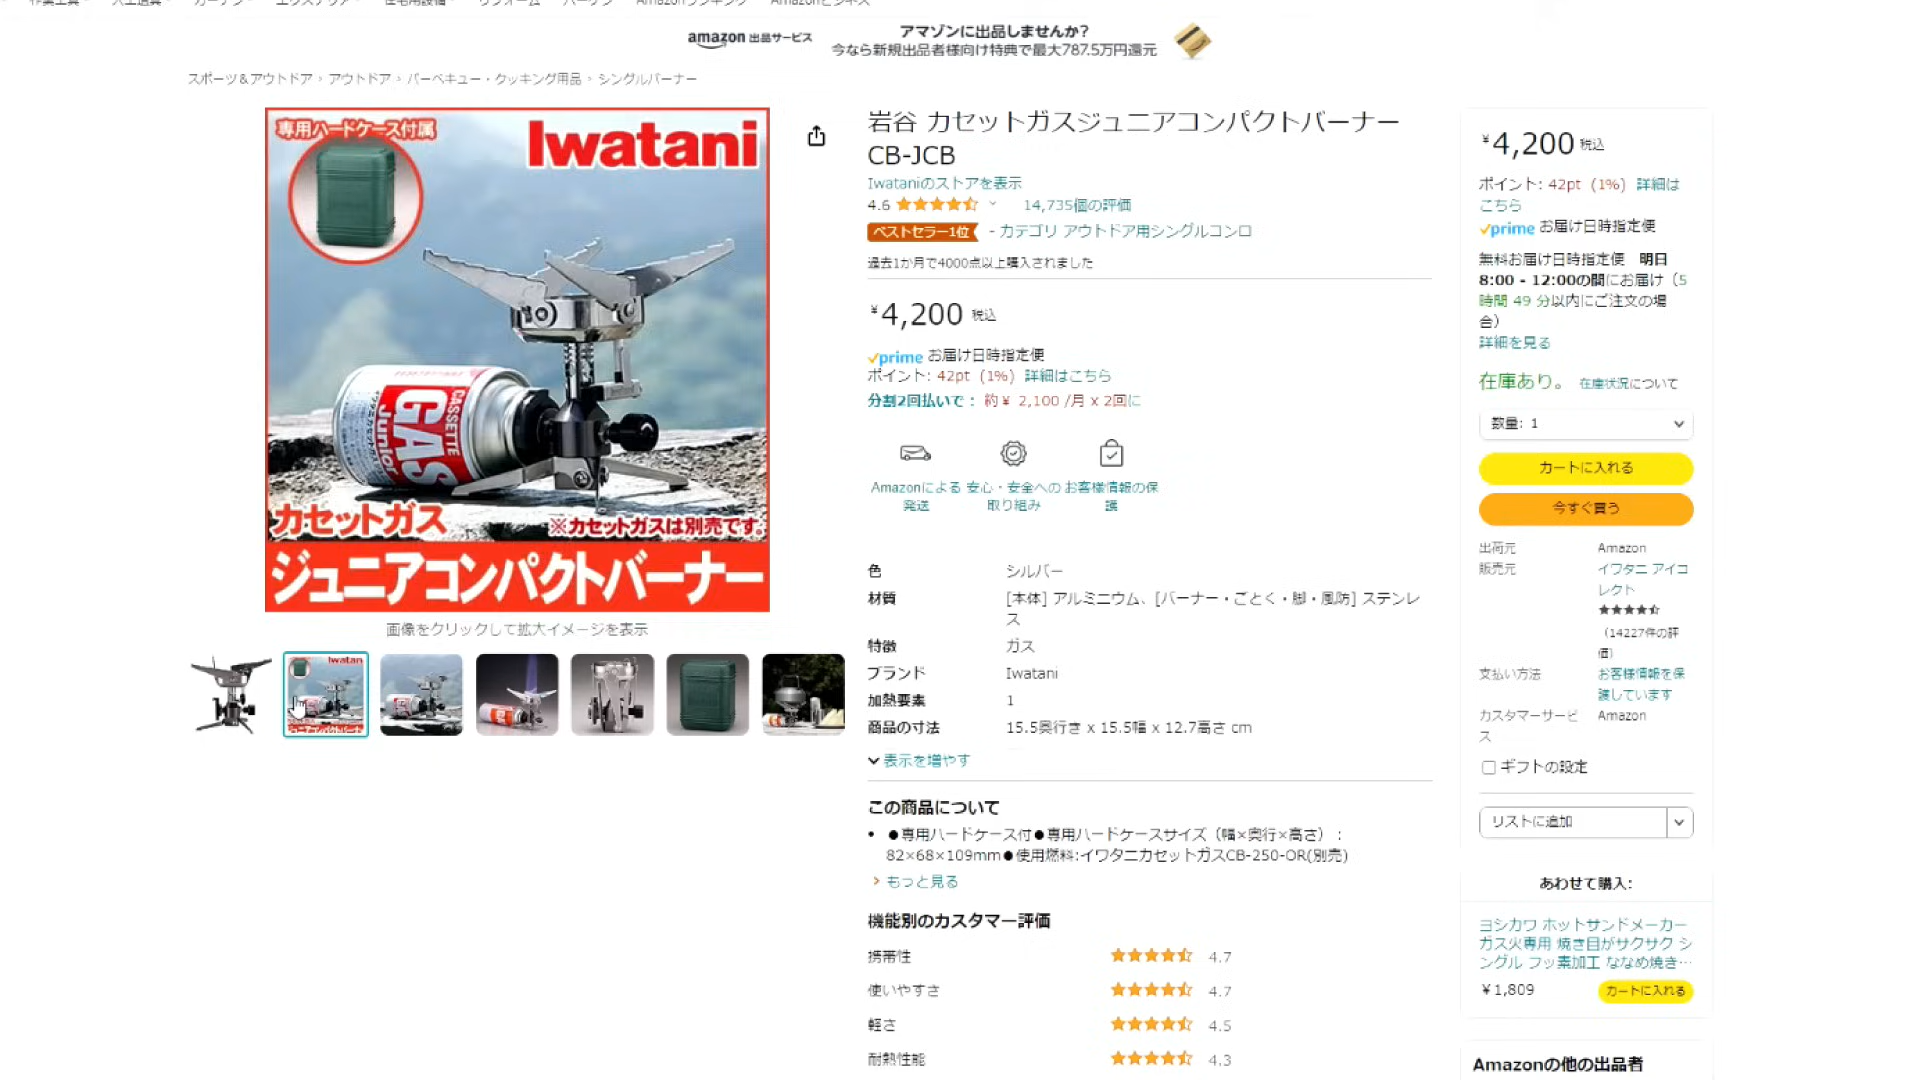 amazon 出品サービス
アマゾンに出品しませんか?
今なら新規出品者様向け特典で最大787.5万円還元
スポーツ&アウトドア › アウトドア › バーベキュー・クッキング用品 › シングルバーナー
専用ハードケース付属
Iwatani
CASSETTE
GAS
Junior
カセットガス
※カセットガスは別売です。
ジュニアコンパクトバーナー
画像をクリックして拡大イメージを表示
岩谷 カセットガスジュニアコンパクトバーナー
CB-JCB
Iwataniのストアを表示
4.6
14,735個の評価
ベストセラー1位
- カテゴリ アウトドア用シングルコンロ
過去1か月で4000点以上購入されました
¥4,200 税込
prime お届け日時指定便
ポイント: 42pt (1%) 詳細はこちら
分割2回払いで : 約¥ 2,100 /月 x 2回に
Amazonによる
発送
安心・安全への
取り組み
お客様情報の保
護
色 シルバー
材質 [本体] アルミニウム、[バーナー・ごとく・脚・風防] ステンレ
ス
特徴 ガス
ブランド Iwatani
加熱要素 1
商品の寸法 15.5奥行き x 15.5幅 x 12.7高さ cm
表示を増やす
この商品について
• ●専用ハードケース付●専用ハードケースサイズ(幅×奥行×高さ):
82×68×109mm●使用燃料:イワタニカセットガスCB-250-OR(別売)
› もっと見る
機能別のカスタマー評価
携帯性 4.7
使いやすさ 4.7
軽さ 4.5
耐熱性能 4.3
¥4,200 税込
ポイント: 42pt (1%) 詳細は
こちら
prime お届け日時指定便
無料お届け日時指定便 明日
8:00 - 12:00の間にお届け(5
時間 49 分以内にご注文の場
合)
詳細を見る
在庫あり。 在庫状況について
数量: 1
カートに入れる
今すぐ買う
出荷元 Amazon
販売元 イワタニ アイコ
レクト
(14227件の評
価)
支払い方法 お客様情報を保
護しています
カスタマーサービ
ス
Amazon
ギフトの設定
リストに追加
あわせて購入:
ヨシカワ ホットサンドメーカー
ガス火専用 焼き目がサクサク シ
ングル フッ素加工 ななめ焼き…
¥1,809
カートに入れる
Amazonの他の出品者